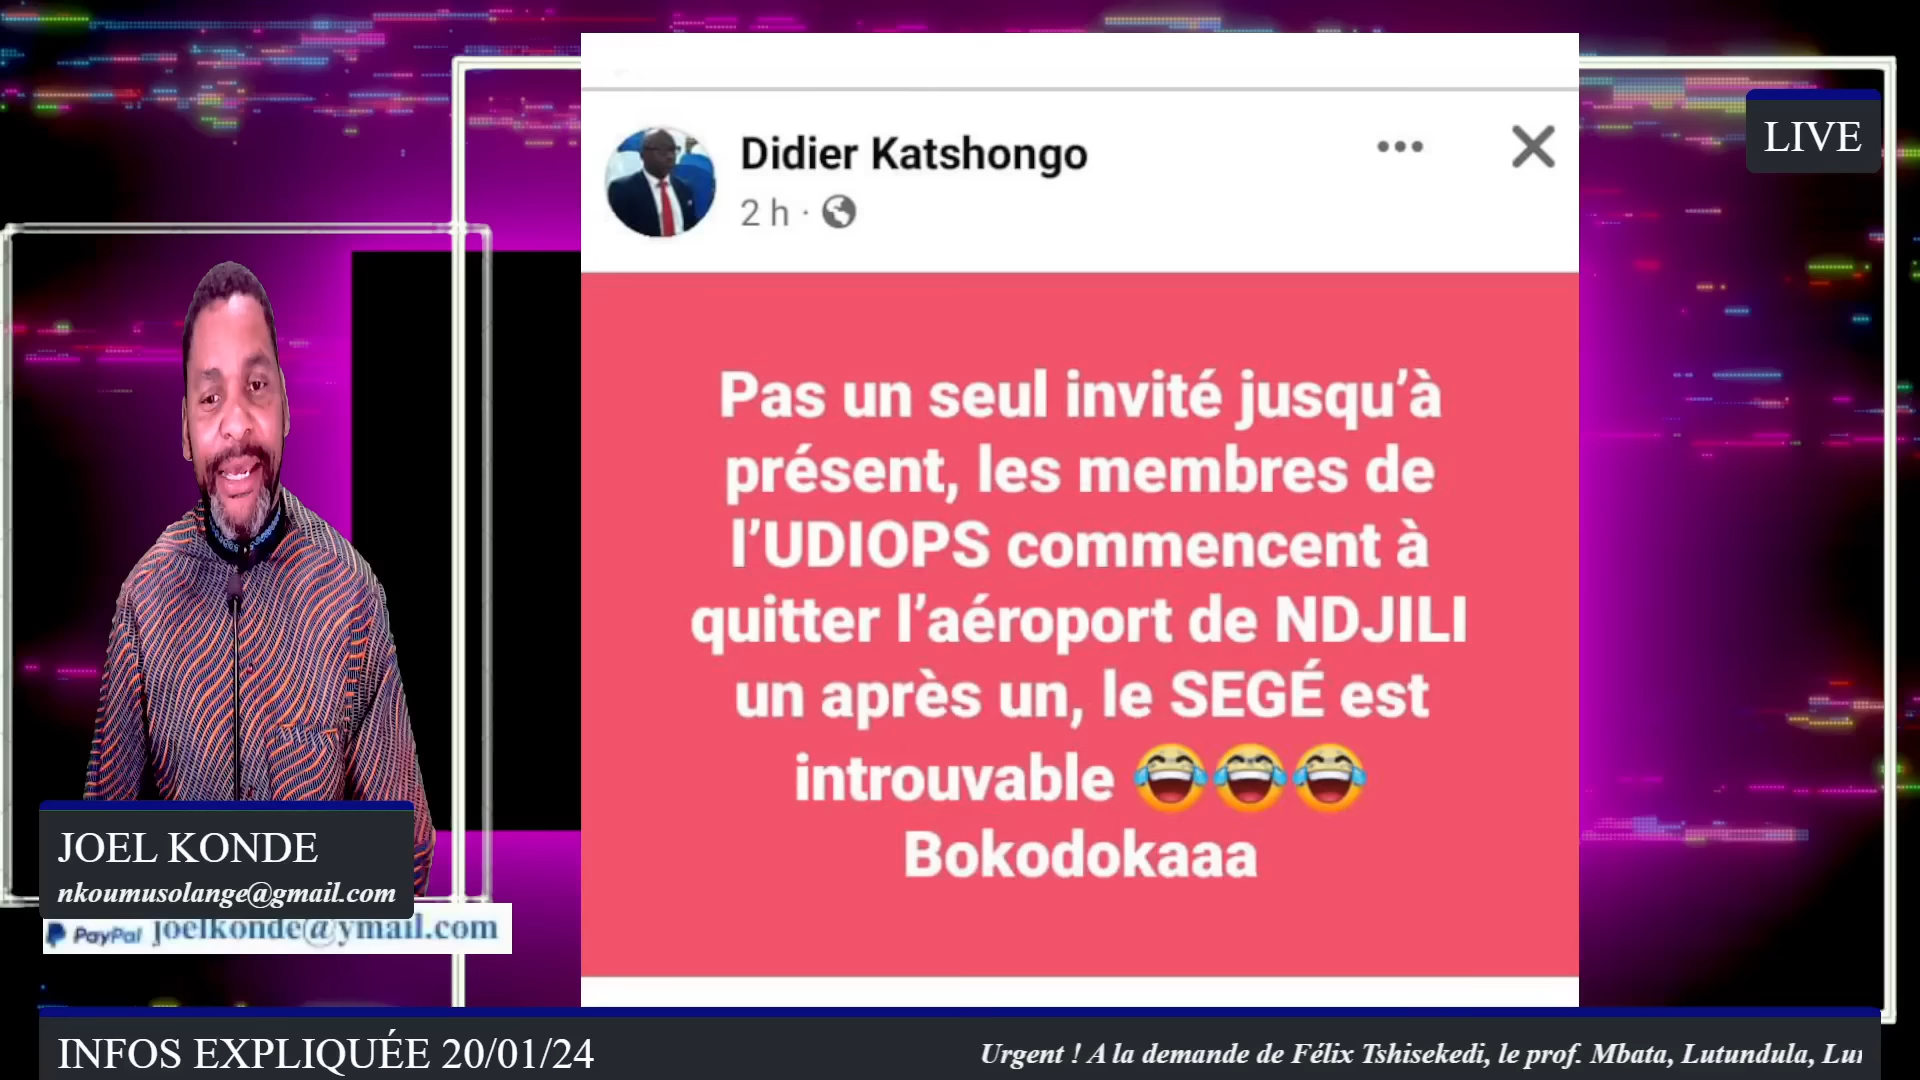 Didier Katshongo
2 h ·
LIVE
Pas un seul invité jusqu’à
présent, les membres de
l’UDIOPS commencent à
quitter l’aéroport de NDJILI
un après un, le SEGÉ est
introuvable 😂😂😂
Bokodokaaa
JOEL KONDE
nkoumusolange@gmail.com
PayPal joelkonde@ymail.com
INFOS EXPLIQUÉE 20/01/24
Urgent ! A la demande de Félix Tshisekedi, le prof. Mbata, Lutundula,